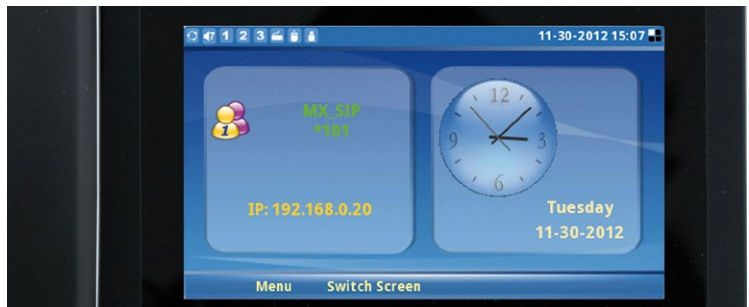 1 2 3
11-30-2012 15:07
MX_SIP
*101
1
IP: 192.168.0.20
12
3
6
9
Tuesday
11-30-2012
Menu Switch Screen